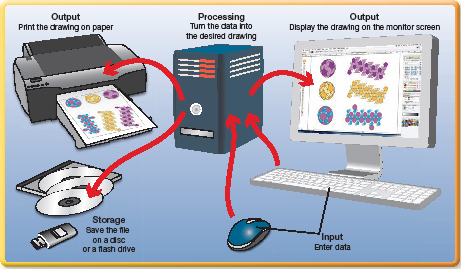 Output
Print the drawing on paper
Processing
Turn the data into
the desired drawing
Output
Display the drawing on the monitor screen
Storage
Save the file
on a disc
or a flash drive
Input
Enter data